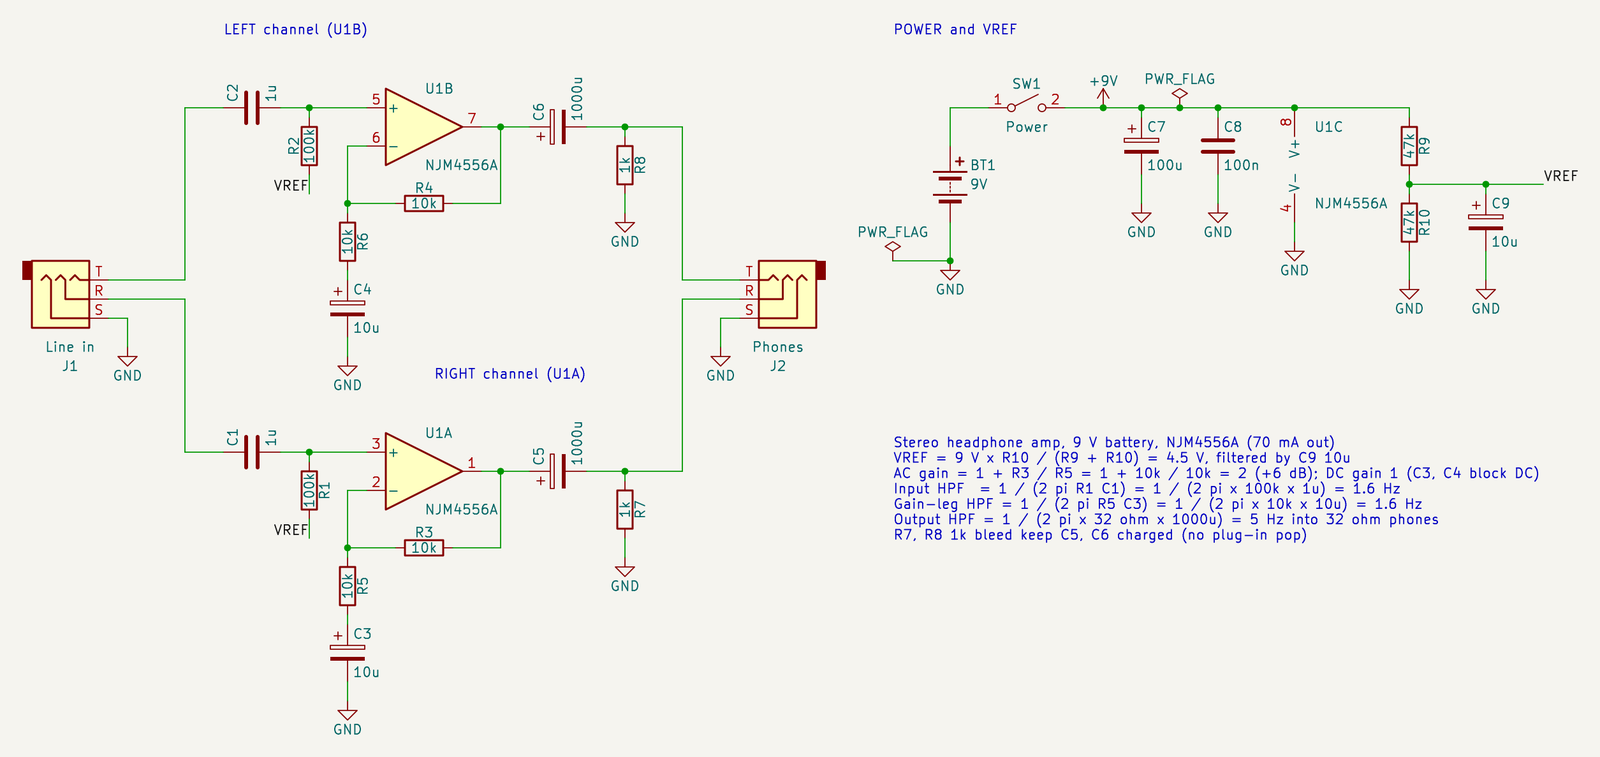 LEFT channel (U1B)
POWER and VREF
C2
1u
5
+
6
−
U1B
7
NJM4556A
R2
100k
VREF
R4
10k
R6
10k
+
C4
10u
GND
C6
+
1000u
1k
R8
GND
T
R
S
Line in
J1
GND
T
R
S
Phones
J2
GND
RIGHT channel (U1A)
C1
1u
3
+
2
−
U1A
1
NJM4556A
R1
100k
VREF
R3
10k
R5
10k
+
C3
10u
GND
C5
+
1000u
1k
R7
GND
SW1
1
2
Power
+9V
PWR_FLAG
+
BT1
9V
PWR_FLAG
GND
+
C7
100u
GND
C8
100n
GND
8
V+
U1C
V−
4
NJM4556A
GND
47k
R9
VREF
47k
R10
GND
+
C9
10u
GND
Stereo headphone amp, 9 V battery, NJM4556A (70 mA out)
VREF = 9 V x R10 / (R9 + R10) = 4.5 V, filtered by C9 10u
AC gain = 1 + R3 / R5 = 1 + 10k / 10k = 2 (+6 dB); DC gain 1 (C3, C4 block DC)
Input HPF  = 1 / (2 pi R1 C1) = 1 / (2 pi x 100k x 1u) = 1.6 Hz
Gain-leg HPF = 1 / (2 pi R5 C3) = 1 / (2 pi x 10k x 10u) = 1.6 Hz
Output HPF = 1 / (2 pi x 32 ohm x 1000u) = 5 Hz into 32 ohm phones
R7, R8 1k bleed keep C5, C6 charged (no plug-in pop)